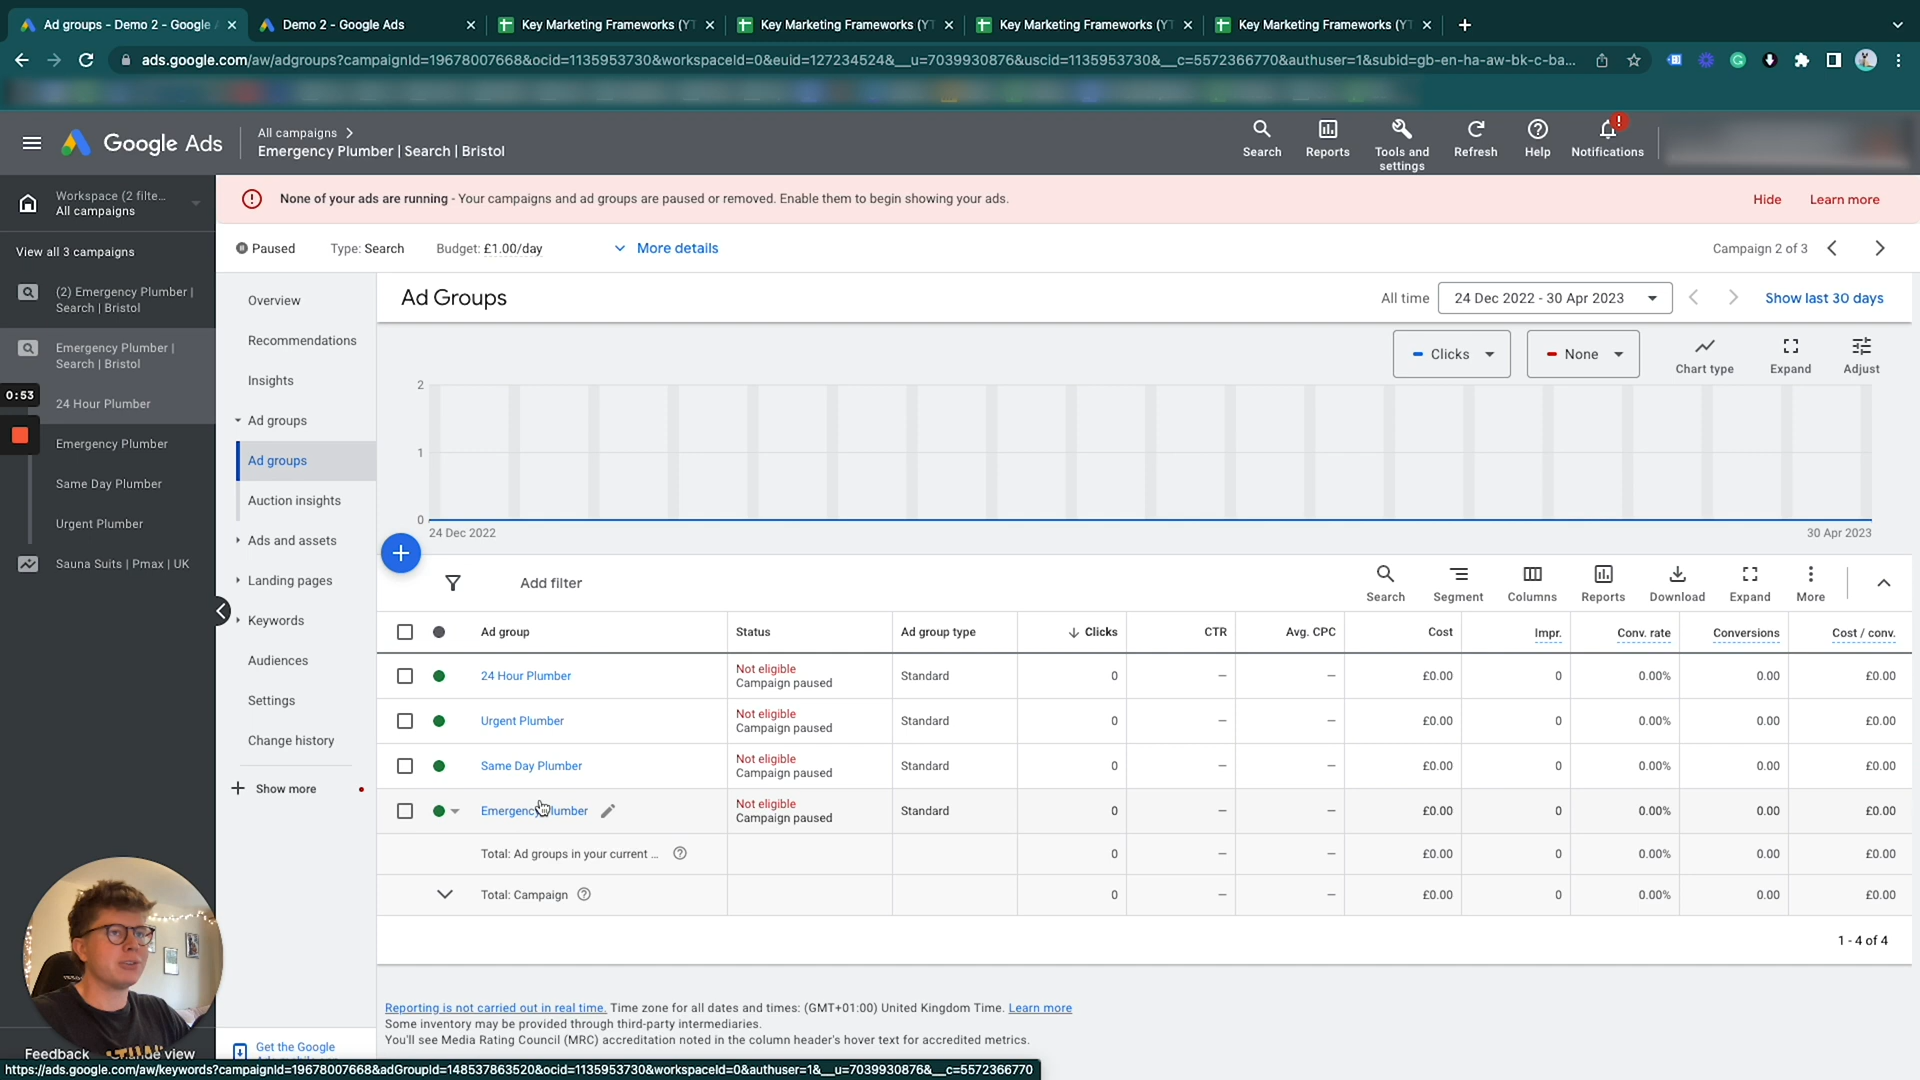 Ad groups - Demo 2 - Google A
Demo 2 - Google Ads
Key Marketing Frameworks (YT
Key Marketing Frameworks (YT
Key Marketing Frameworks (YT
Key Marketing Frameworks (YT
ads.google.com/aw/adgroups?campaignId=19678007668&ocid=1135953730&workspaceId=0&euid=127234524&__u=7039930876&uscid=1135953730&__c=5572366770&authuser=1&subid=gb-en-ha-aw-bk-c-ba...
Google Ads
All campaigns
Emergency Plumber | Search | Bristol
Search
Reports
Tools and
settings
Refresh
Help
Notifications
Workspace (2 filte...
All campaigns
View all 3 campaigns
(2) Emergency Plumber |
Search | Bristol
Emergency Plumber |
Search | Bristol
0:53
24 Hour Plumber
Emergency Plumber
Same Day Plumber
Urgent Plumber
Sauna Suits | Pmax | UK
Feedback
None of your ads are running - Your campaigns and ad groups are paused or removed. Enable them to begin showing your ads.
Hide
Learn more
Paused
Type: Search
Budget: £1.00/day
More details
Campaign 2 of 3
Overview
Recommendations
Insights
Ad groups
Ad groups
Auction insights
Ads and assets
Landing pages
Keywords
Audiences
Settings
Change history
Show more
Get the Google
Ad Groups
All time
24 Dec 2022 - 30 Apr 2023
Show last 30 days
Clicks
None
Chart type
Expand
Adjust
2
1
0
24 Dec 2022
30 Apr 2023
Add filter
Search
Segment
Columns
Reports
Download
Expand
More
Ad group Status Ad group type Clicks CTR Avg. CPC Cost Impr. Conv. rate Conversions Cost / conv.
24 Hour Plumber Not eligible Campaign paused Standard 0 – – £0.00 0 0.00% 0.00 £0.00
Urgent Plumber Not eligible Campaign paused Standard 0 – – £0.00 0 0.00% 0.00 £0.00
Same Day Plumber Not eligible Campaign paused Standard 0 – – £0.00 0 0.00% 0.00 £0.00
Emergency Plumber Not eligible Campaign paused Standard 0 – – £0.00 0 0.00% 0.00 £0.00
Total: Ad groups in your current ... 0 – – £0.00 0 0.00% 0.00 £0.00
Total: Campaign 0 – – £0.00 0 0.00% 0.00 £0.00
1 - 4 of 4
Reporting is not carried out in real time. Time zone for all dates and times: (GMT+01:00) United Kingdom Time. Learn more
Some inventory may be provided through third-party intermediaries.
You'll see Media Rating Council (MRC) accreditation noted in the column header's hover text for accredited metrics.
https://ads.google.com/aw/keywords?campaignId=19678007668&adGroupId=148537863520&ocid=1135953730&workspaceId=0&authuser=1&__u=7039930876&__c=5572366770